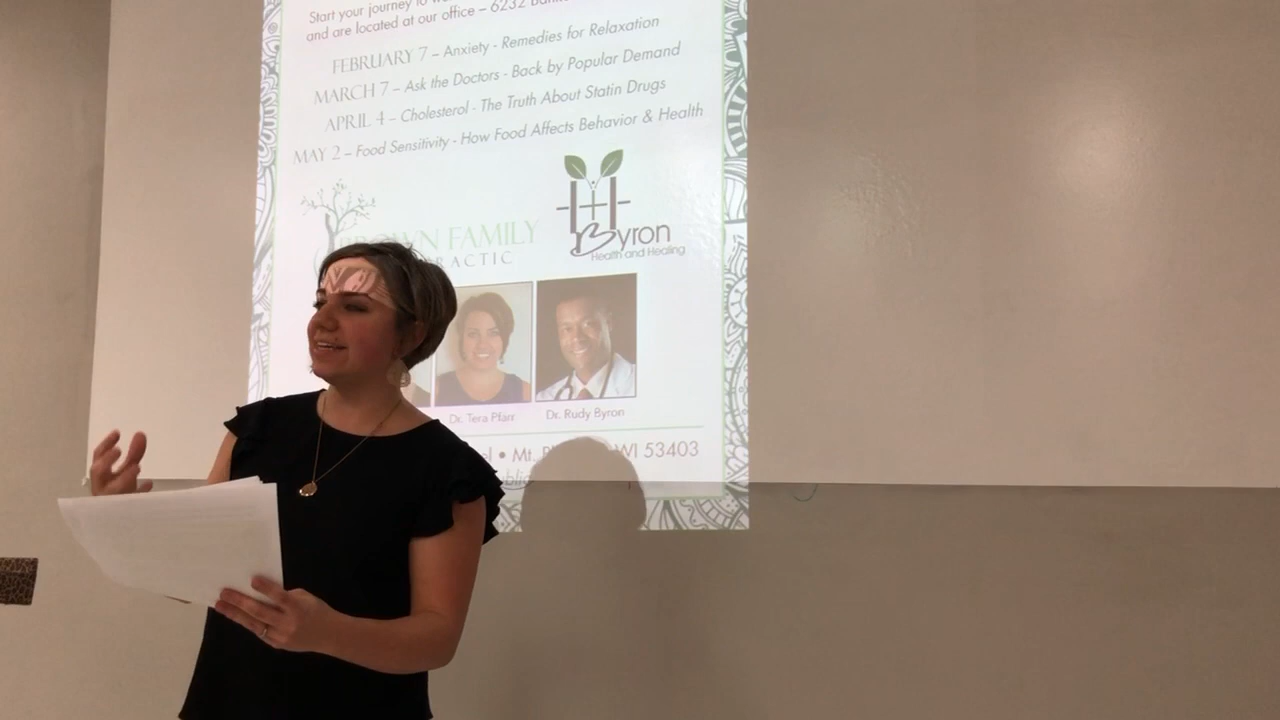 Start your journey to
and are located at our office – 6232
FEBRUARY 7 – Anxiety - Remedies for Relaxation
MARCH 7 – Ask the Doctors - Back by Popular Demand
APRIL 4 – Cholesterol - The Truth About Statin Drugs
MAY 2 – Food Sensitivity - How Food Affects Behavior & Health
BROWN FAMILY
RACTIC
Byron
Health and Healing
Dr. Tera Pfarr
Dr. Rudy Byron
• Mt. WI 53403